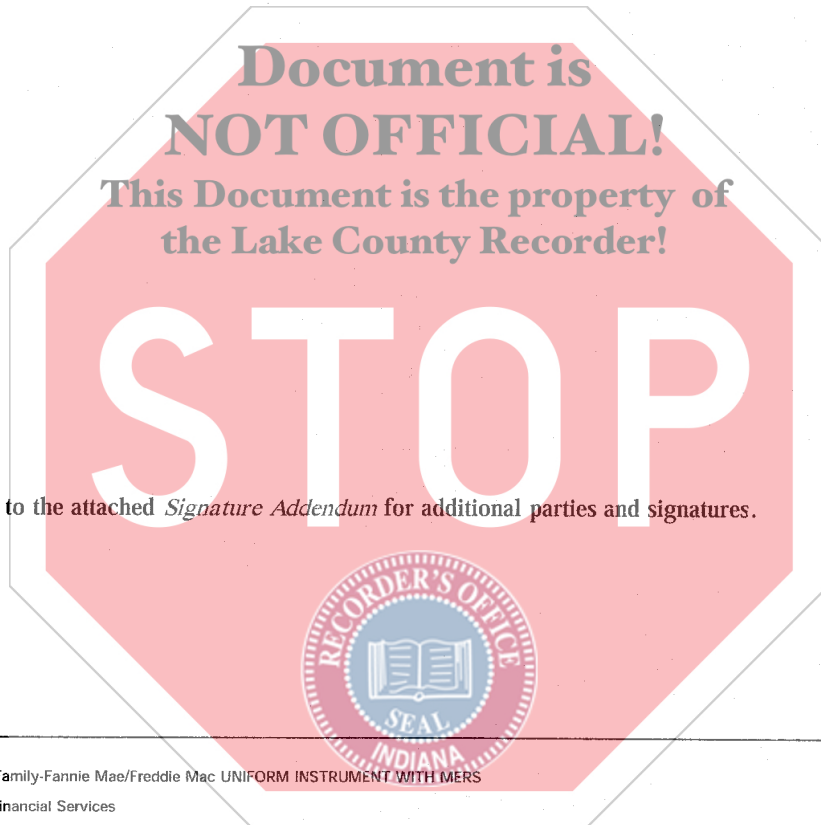 Document is
NOT OFFICIAL!
This Document is the property of
the Lake County Recorder!
STOP
to the attached Signature Addendum for additional parties and signatures.
RECORDER'S OFFICE
SEAL
INDIANA
Family-Fannie Mae/Freddie Mac UNIFORM INSTRUMENT WITH MERS
inancial Services